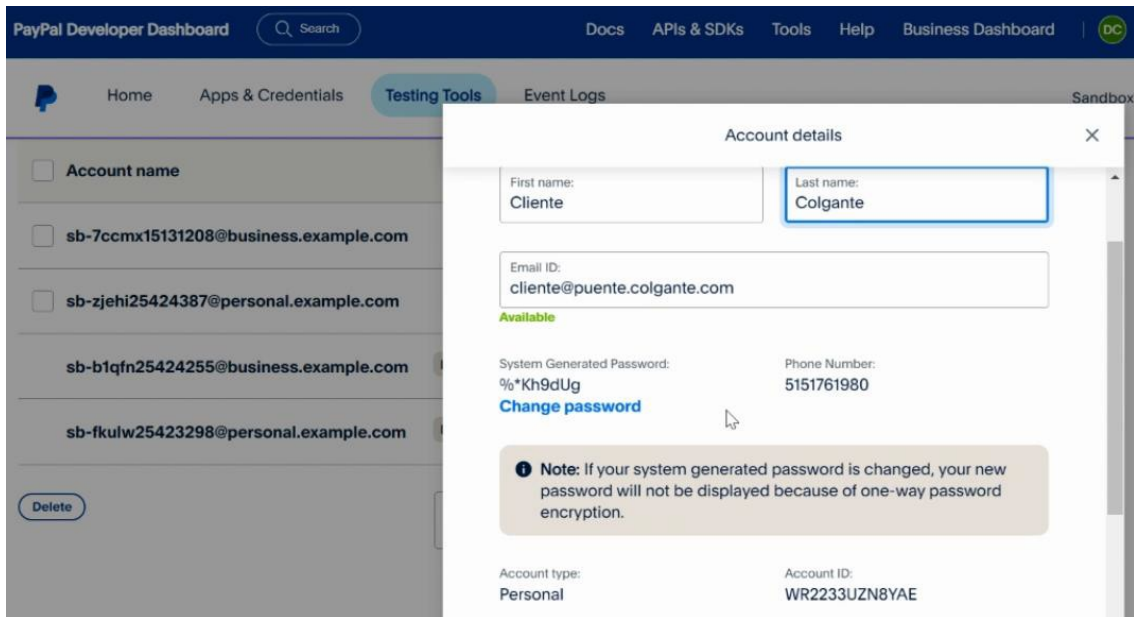 PayPal Developer Dashboard
Search
Docs
APIs & SDKs
Tools
Help
Business Dashboard
DC
Home
Apps & Credentials
Testing Tools
Event Logs
Sandbox
Account name
sb-7ccmx15131208@business.example.com
sb-zjehi25424387@personal.example.com
sb-b1qfn25424255@business.example.com
sb-fkulw25423298@personal.example.com
Delete
Account details
First name:
Cliente
Last name:
Colgante
Email ID:
cliente@puente.colgante.com
Available
System Generated Password:
%*Kh9dUg
Change password
Phone Number:
5151761980
Note: If your system generated password is changed, your new
password will not be displayed because of one-way password
encryption.
Account type:
Personal
Account ID:
WR2233UZN8YAE